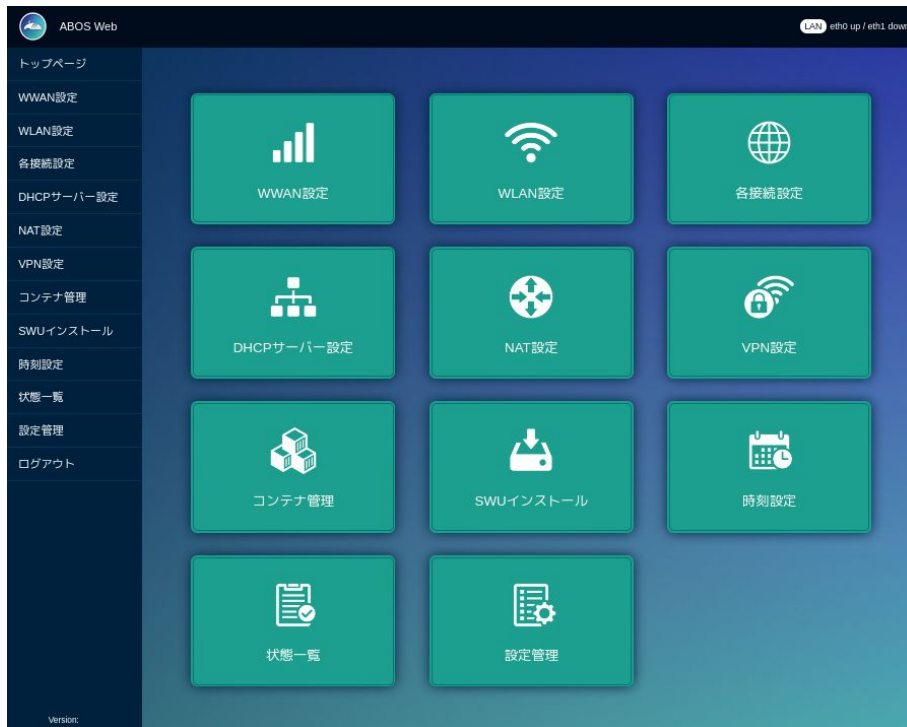 ABOS Web
LAN eth0 up / eth1 down
トップページ
WWAN設定
WLAN設定
各接続設定
DHCPサーバー設定
NAT設定
VPN設定
コンテナ管理
SWUインストール
時刻設定
状態一覧
設定管理
ログアウト
Version:
WWAN設定
WLAN設定
各接続設定
DHCPサーバー設定
NAT設定
VPN設定
コンテナ管理
SWUインストール
時刻設定
状態一覧
設定管理